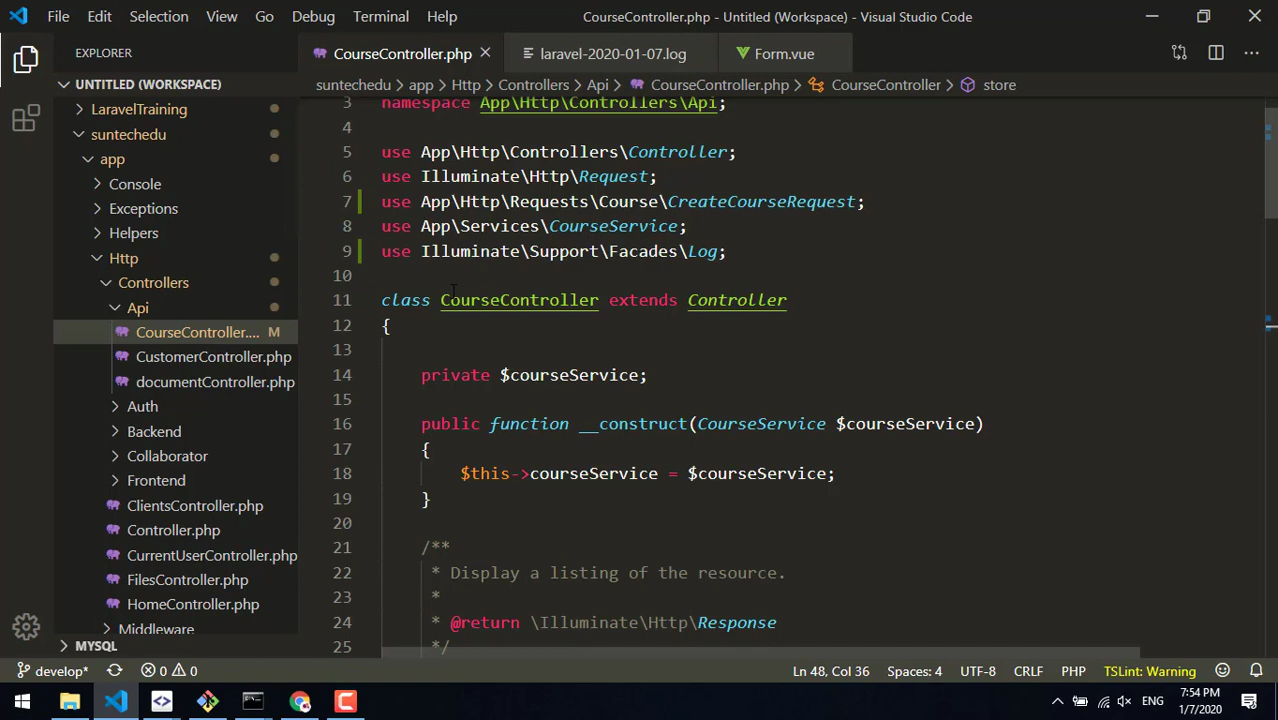 File Edit Selection View Go Debug Terminal Help CourseController.php - Untitled (Workspace) - Visual Studio Code
EXPLORER
CourseController.php laravel-2020-01-07.log Form.vue
UNTITLED (WORKSPACE)
suntechedu > app > Http > Controllers > Api > CourseController.php > CourseController > store
LaravelTraining
suntechedu
app
Console
Exceptions
Helpers
Http
Controllers
Api
CourseController.... M
CustomerController.php
documentController.php
Auth
Backend
Collaborator
Frontend
ClientsController.php
Controller.php
CurrentUserController.php
FilesController.php
HomeController.php
Middleware
MYSQL
3 namespace App\Http\Controllers\Api;
4
5 use App\Http\Controllers\Controller;
6 use Illuminate\Http\Request;
7 use App\Http\Requests\Course\CreateCourseRequest;
8 use App\Services\CourseService;
9 use Illuminate\Support\Facades\Log;
10
11 class CourseController extends Controller
12 {
13
14 private $courseService;
15
16 public function __construct(CourseService $courseService)
17 {
18 $this->courseService = $courseService;
19 }
20
21 /**
22 * Display a listing of the resource.
23 *
24 * @return \Illuminate\Http\Response
25 */
develop* 0 0 Ln 48, Col 36 Spaces: 4 UTF-8 CRLF PHP TSLint: Warning
ENG 7:54 PM
1/7/2020